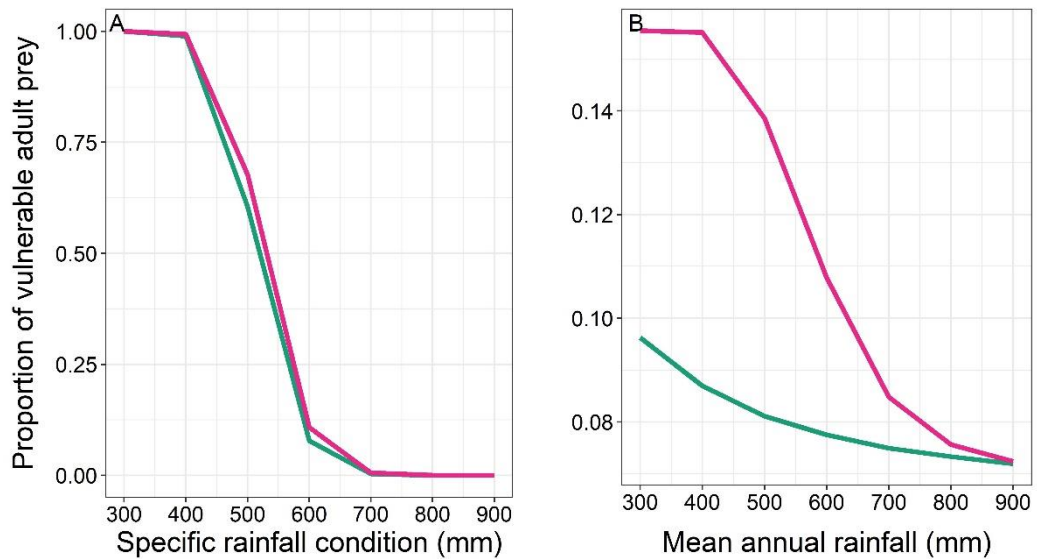 A
B
Proportion of vulnerable adult prey
1.00
0.75
0.50
0.25
0.00
300 400 500 600 700 800 900
Specific rainfall condition (mm)
0.14
0.12
0.10
0.08
300 400 500 600 700 800 900
Mean annual rainfall (mm)